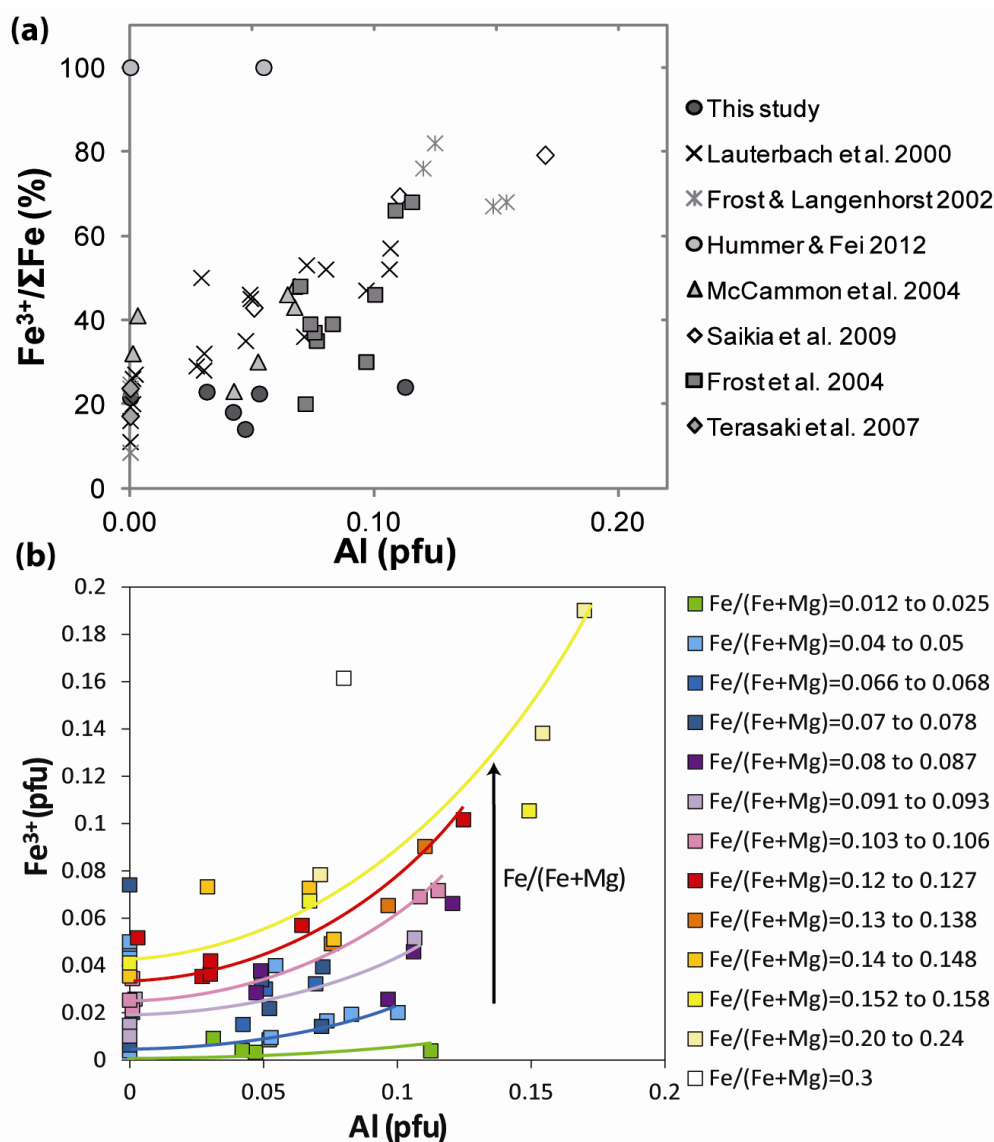 (a)
Fe³⁺/ΣFe (%)
100
80
60
40
20
0
0.00
0.10
0.20
Al (pfu)
This study
Lauterbach et al. 2000
Frost & Langenhorst 2002
Hummer & Fei 2012
McCammon et al. 2004
Saikia et al. 2009
Frost et al. 2004
Terasaki et al. 2007
(b)
Fe³⁺(pfu)
0.2
0.18
0.16
0.14
0.12
0.1
0.08
0.06
0.04
0.02
0
0
0.05
0.1
0.15
0.2
Al (pfu)
Fe/(Fe+Mg)
Fe/(Fe+Mg)=0.012 to 0.025
Fe/(Fe+Mg)=0.04 to 0.05
Fe/(Fe+Mg)=0.066 to 0.068
Fe/(Fe+Mg)=0.07 to 0.078
Fe/(Fe+Mg)=0.08 to 0.087
Fe/(Fe+Mg)=0.091 to 0.093
Fe/(Fe+Mg)=0.103 to 0.106
Fe/(Fe+Mg)=0.12 to 0.127
Fe/(Fe+Mg)=0.13 to 0.138
Fe/(Fe+Mg)=0.14 to 0.148
Fe/(Fe+Mg)=0.152 to 0.158
Fe/(Fe+Mg)=0.20 to 0.24
Fe/(Fe+Mg)=0.3